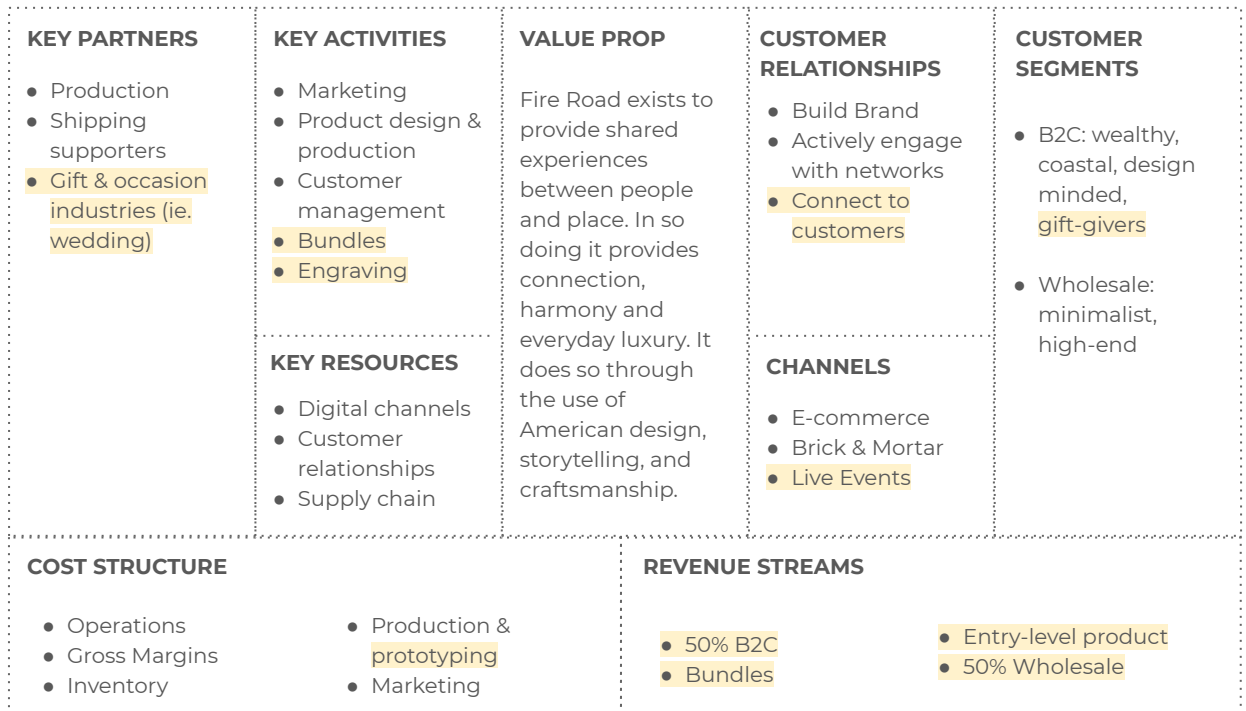 KEY PARTNERS
● Production
● Shipping
supporters
● Gift & occasion
industries (ie.
wedding)
KEY ACTIVITIES
● Marketing
● Product design &
production
● Customer
management
● Bundles
● Engraving
KEY RESOURCES
● Digital channels
● Customer
relationships
● Supply chain
VALUE PROP
Fire Road exists to
provide shared
experiences
between people
and place. In so
doing it provides
connection,
harmony and
everyday luxury. It
does so through
the use of
American design,
storytelling, and
craftsmanship.
CUSTOMER
RELATIONSHIPS
● Build Brand
● Actively engage
with networks
● Connect to
customers
CHANNELS
● E-commerce
● Brick & Mortar
● Live Events
CUSTOMER
SEGMENTS
● B2C: wealthy,
coastal, design
minded,
gift-givers
● Wholesale:
minimalist,
high-end
COST STRUCTURE
● Operations
● Gross Margins
● Inventory
● Production &
prototyping
● Marketing
REVENUE STREAMS
● 50% B2C
● Bundles
● Entry-level product
● 50% Wholesale